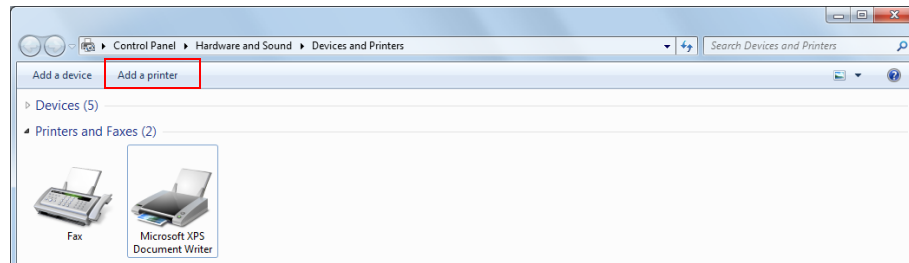 Control Panel Hardware and Sound Devices and Printers Search Devices and Printers
Add a device Add a printer
Devices (5)
Printers and Faxes (2)
Fax
Microsoft XPS
Document Writer